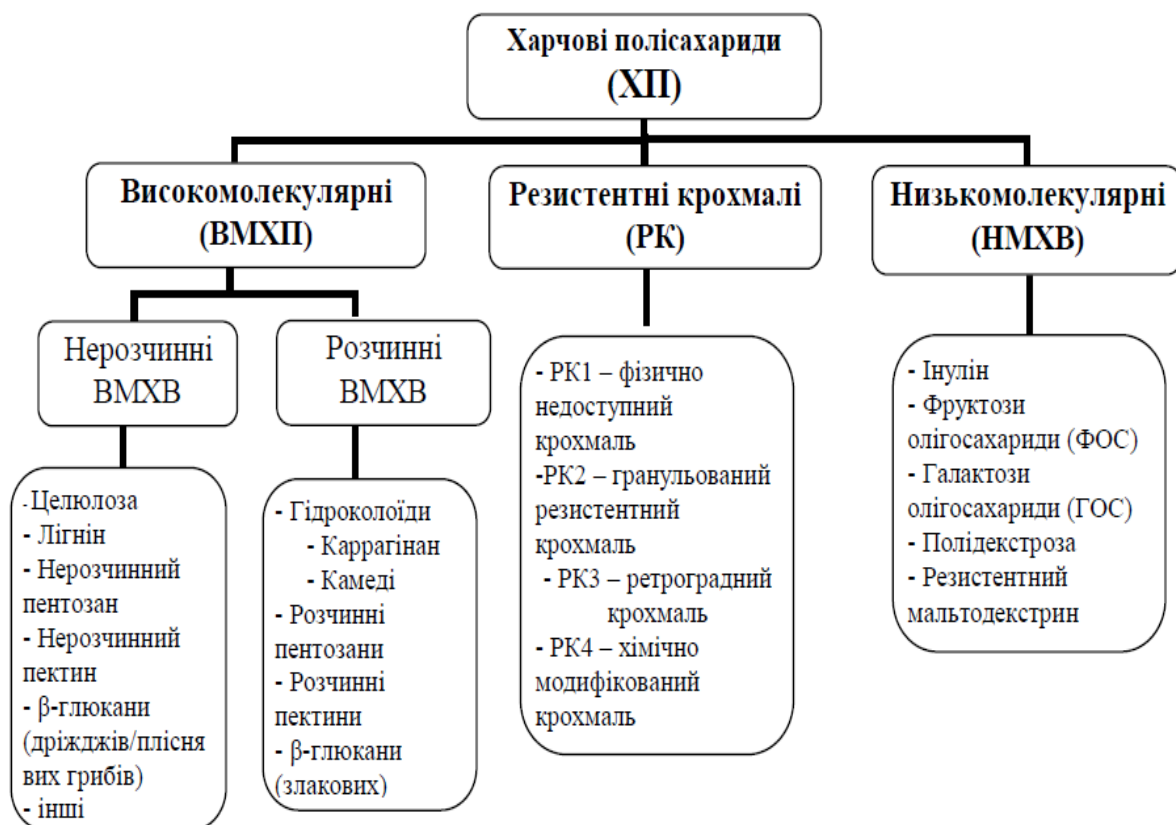 Харчові полісахариди
(ХП)
Високомолекулярні
(ВМХП)
Резистентні крохмалі
(РК)
Низькомолекулярні
(НМХВ)
Нерозчинні
ВМХВ
Розчинні
ВМХВ
- Целюлоза
- Лігнін
- Нерозчинний
пентозан
- Нерозчинний
пектин
- β-глюкани
(дріжджів/плісня
вих грибів)
- інші
- Гідроколоїди
- Каррагінан
- Камеді
- Розчинні
пентозани
- Розчинні
пектини
- β-глюкани
(злакових)
- РК1 – фізично
недоступний
крохмаль
-РК2 – гранульований
резистентний
крохмаль
- РК3 – ретроградний
крохмаль
- РК4 – хімічно
модифікований
крохмаль
- Інулін
- Фруктози
олігосахариди (ФОС)
- Галактози
олігосахариди (ГОС)
- Полідекстроза
- Резистентний
мальтодекстрин